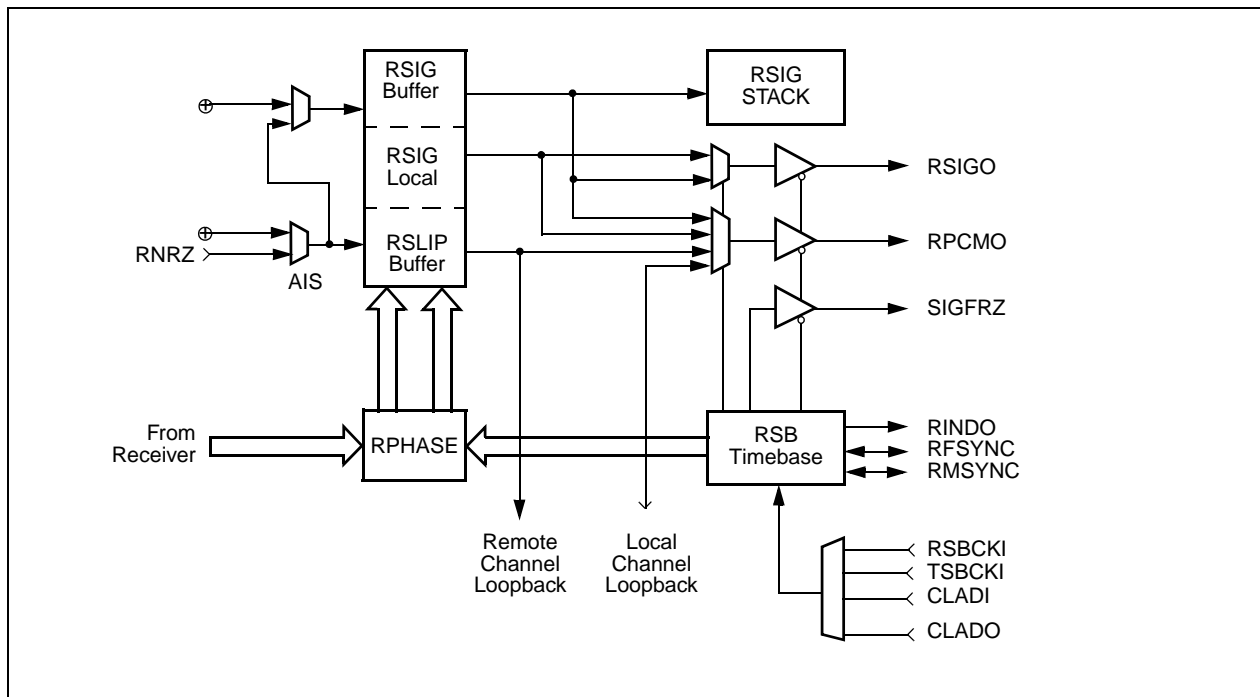 RSIG
Buffer
RSIG
STACK
RSIG
Local
RSIGO
RSLIP
Buffer
RPCMO
RNRZ
AIS
SIGFRZ
From
Receiver
RPHASE
RSB
Timebase
RINDO
RFSYNC
RMSYNC
Remote
Channel
Loopback
Local
Channel
Loopback
RSBCKI
TSBCKI
CLADI
CLADO